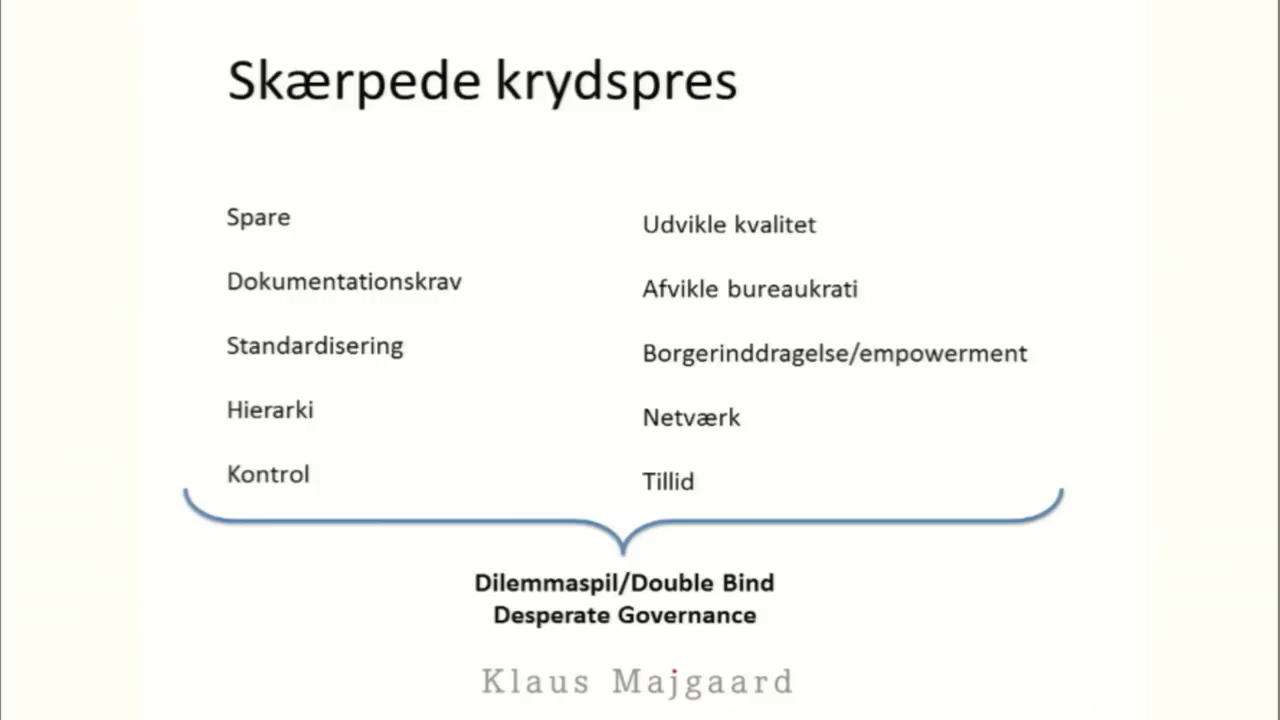 Skærpede krydspres
Spare
Udvikle kvalitet
Dokumentationskrav
Afvikle bureaukrati
Standardisering
Borgerinddragelse/empowerment
Hierarki
Netværk
Kontrol
Tillid
Dilemmaspil/Double Bind
Desperate Governance
Klaus Majgaard